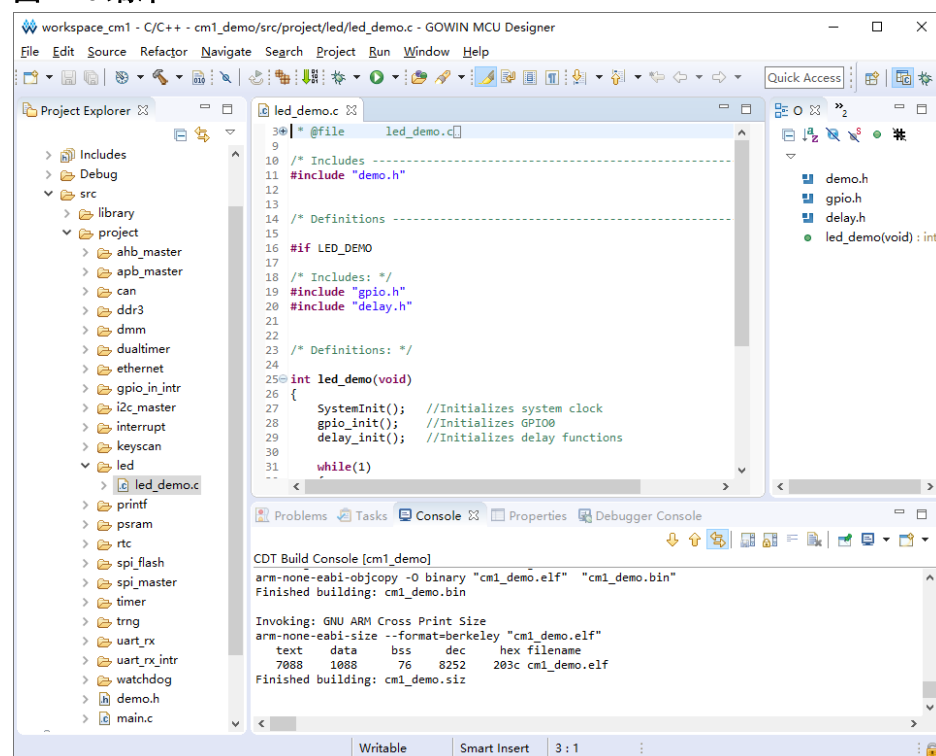 workspace_cm1 - C/C++ - cm1_demo/src/project/led/led_demo.c - GOWIN MCU Designer
File Edit Source Refactor Navigate Search Project Run Window Help
Quick Access
Project Explorer
Includes
Debug
src
library
project
ahb_master
apb_master
can
ddr3
dmm
dualtimer
ethernet
gpio_in_intr
i2c_master
interrupt
keyscan
led
led_demo.c
printf
psram
rtc
spi_flash
spi_master
timer
trng
uart_rx
uart_rx_intr
watchdog
demo.h
main.c
led_demo.c
3 * @file led_demo.c
9
10 /* Includes ---------------------------------------------------
11 #include "demo.h"
12
13
14 /* Definitions ------------------------------------------------
15
16 #if LED_DEMO
17
18 /* Includes: */
19 #include "gpio.h"
20 #include "delay.h"
21
22
23 /* Definitions: */
24
25 int led_demo(void)
26 {
27 SystemInit(); //Initializes system clock
28 gpio_init(); //Initializes GPIO0
29 delay_init(); //Initializes delay functions
30
31 while(1)
O
2
demo.h
gpio.h
delay.h
led_demo(void) : int
Problems Tasks Console Properties Debugger Console
CDT Build Console [cm1_demo]
arm-none-eabi-objcopy -O binary "cm1_demo.elf" "cm1_demo.bin"
Finished building: cm1_demo.bin
Invoking: GNU ARM Cross Print Size
arm-none-eabi-size --format=berkeley "cm1_demo.elf"
text data bss dec hex filename
7088 1088 76 8252 203c cm1_demo.elf
Finished building: cm1_demo.siz
Writable Smart Insert 3 : 1